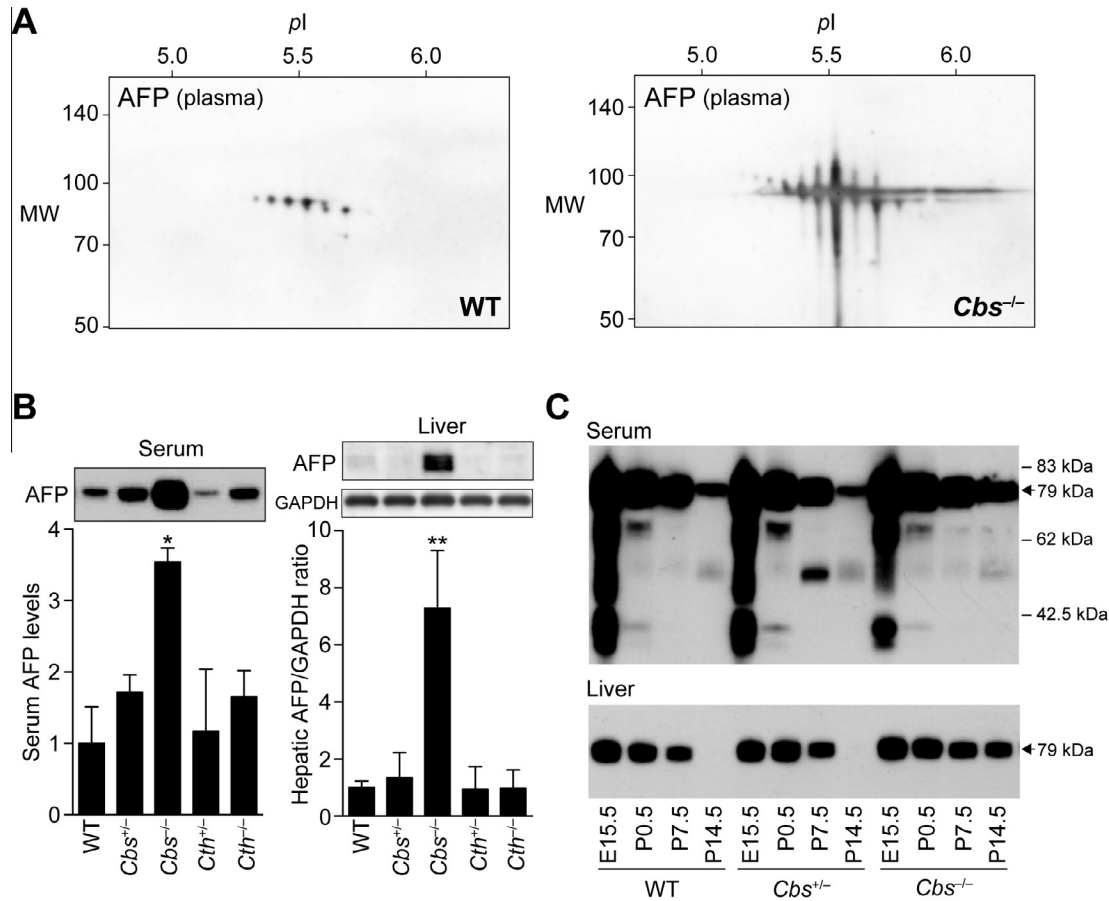 A
pI
5.0 5.5 6.0
AFP (plasma)
140
100
MW
70
50
WT
pI
5.0 5.5 6.0
AFP (plasma)
140
100
MW
70
50
Cbs–/–
B
Serum
AFP
4
3
2
1
0
Serum AFP levels
*
WT
Cbs+/–
Cbs–/–
Cth+/–
Cth–/–
Liver
AFP
GAPDH
10
8
6
4
2
0
Hepatic AFP/GAPDH ratio
**
WT
Cbs+/–
Cbs–/–
Cth+/–
Cth–/–
C
Serum
– 83 kDa
79 kDa
– 62 kDa
– 42.5 kDa
Liver
79 kDa
E15.5 P0.5 P7.5 P14.5 E15.5 P0.5 P7.5 P14.5 E15.5 P0.5 P7.5 P14.5
WT Cbs+/– Cbs–/–